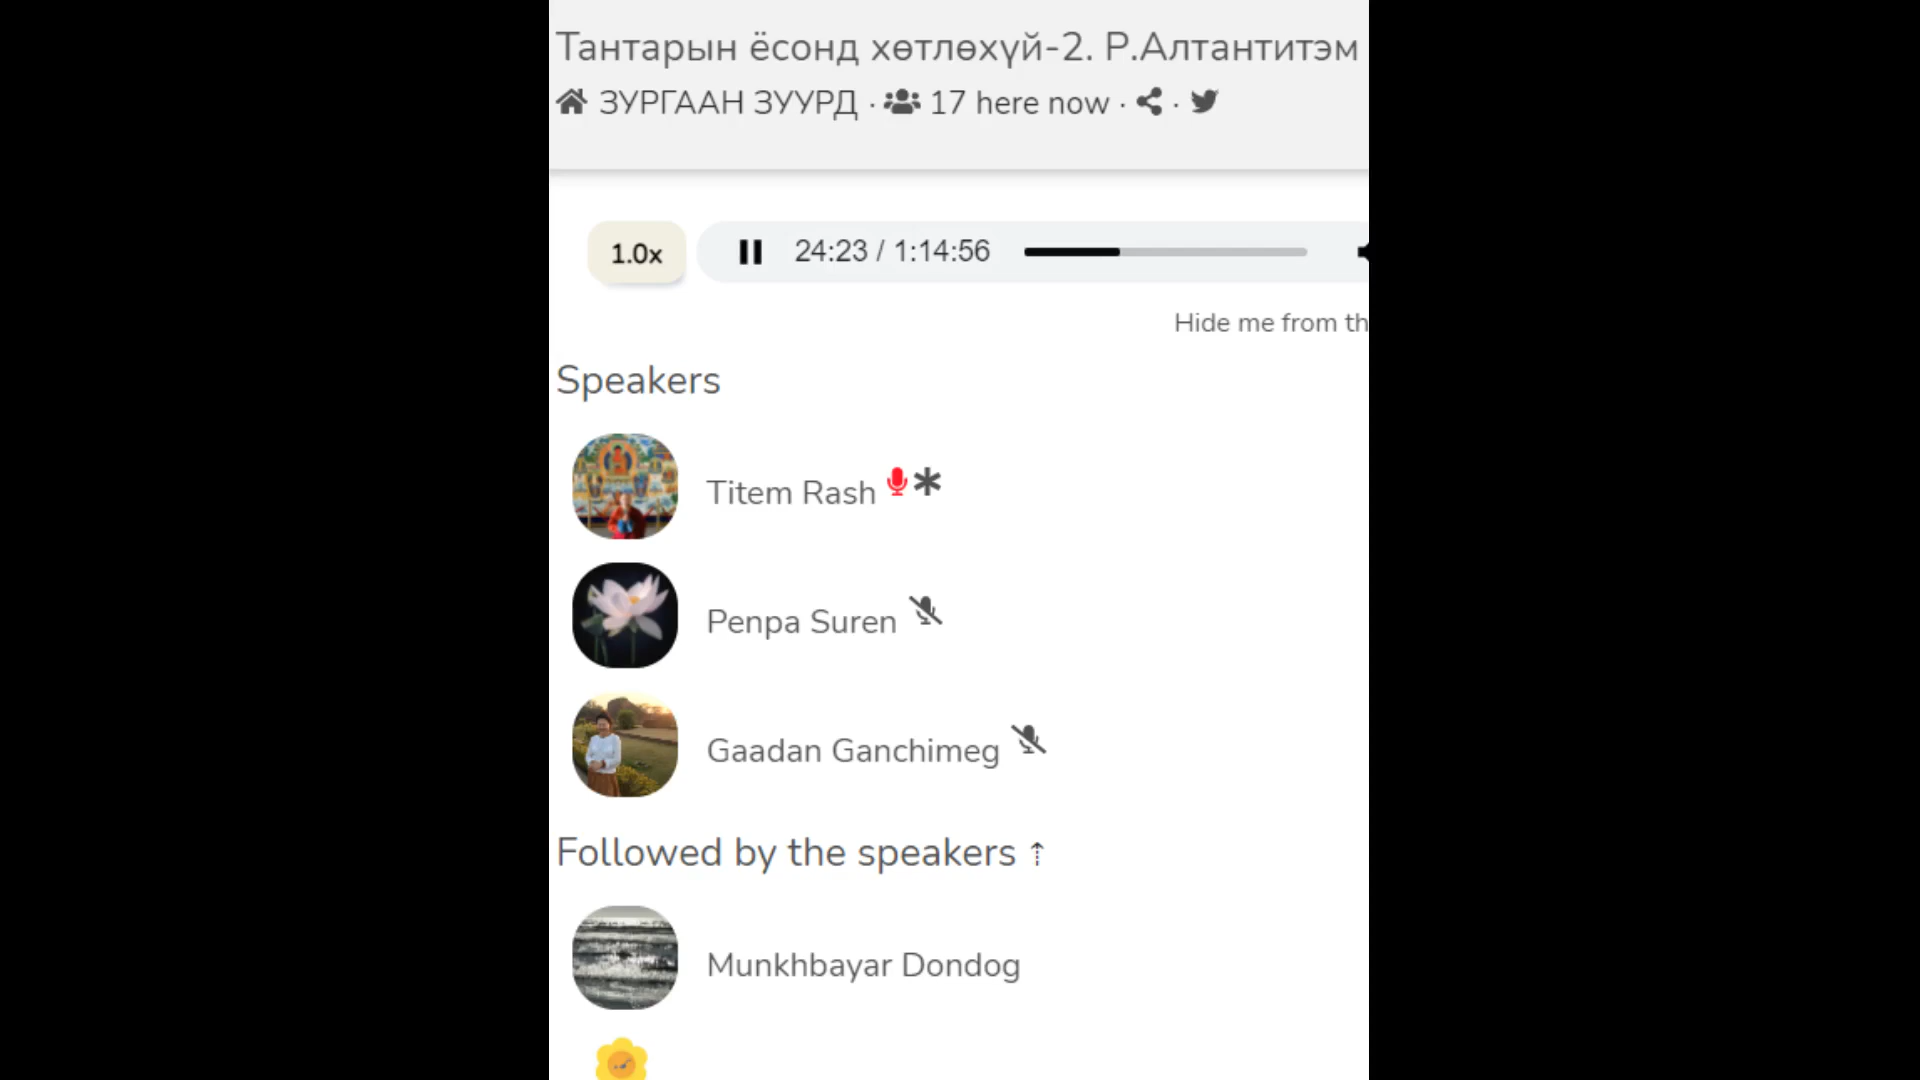 Тантарын ёсонд хөтлөхүй-2. Р.Алтантитэм
ЗУРГААН ЗУУРД · 17 here now · ·
1.0x 24:23 / 1:14:56
Hide me from th
Speakers
Titem Rash
Penpa Suren
Gaadan Ganchimeg
Followed by the speakers ⇡
Munkhbayar Dondog